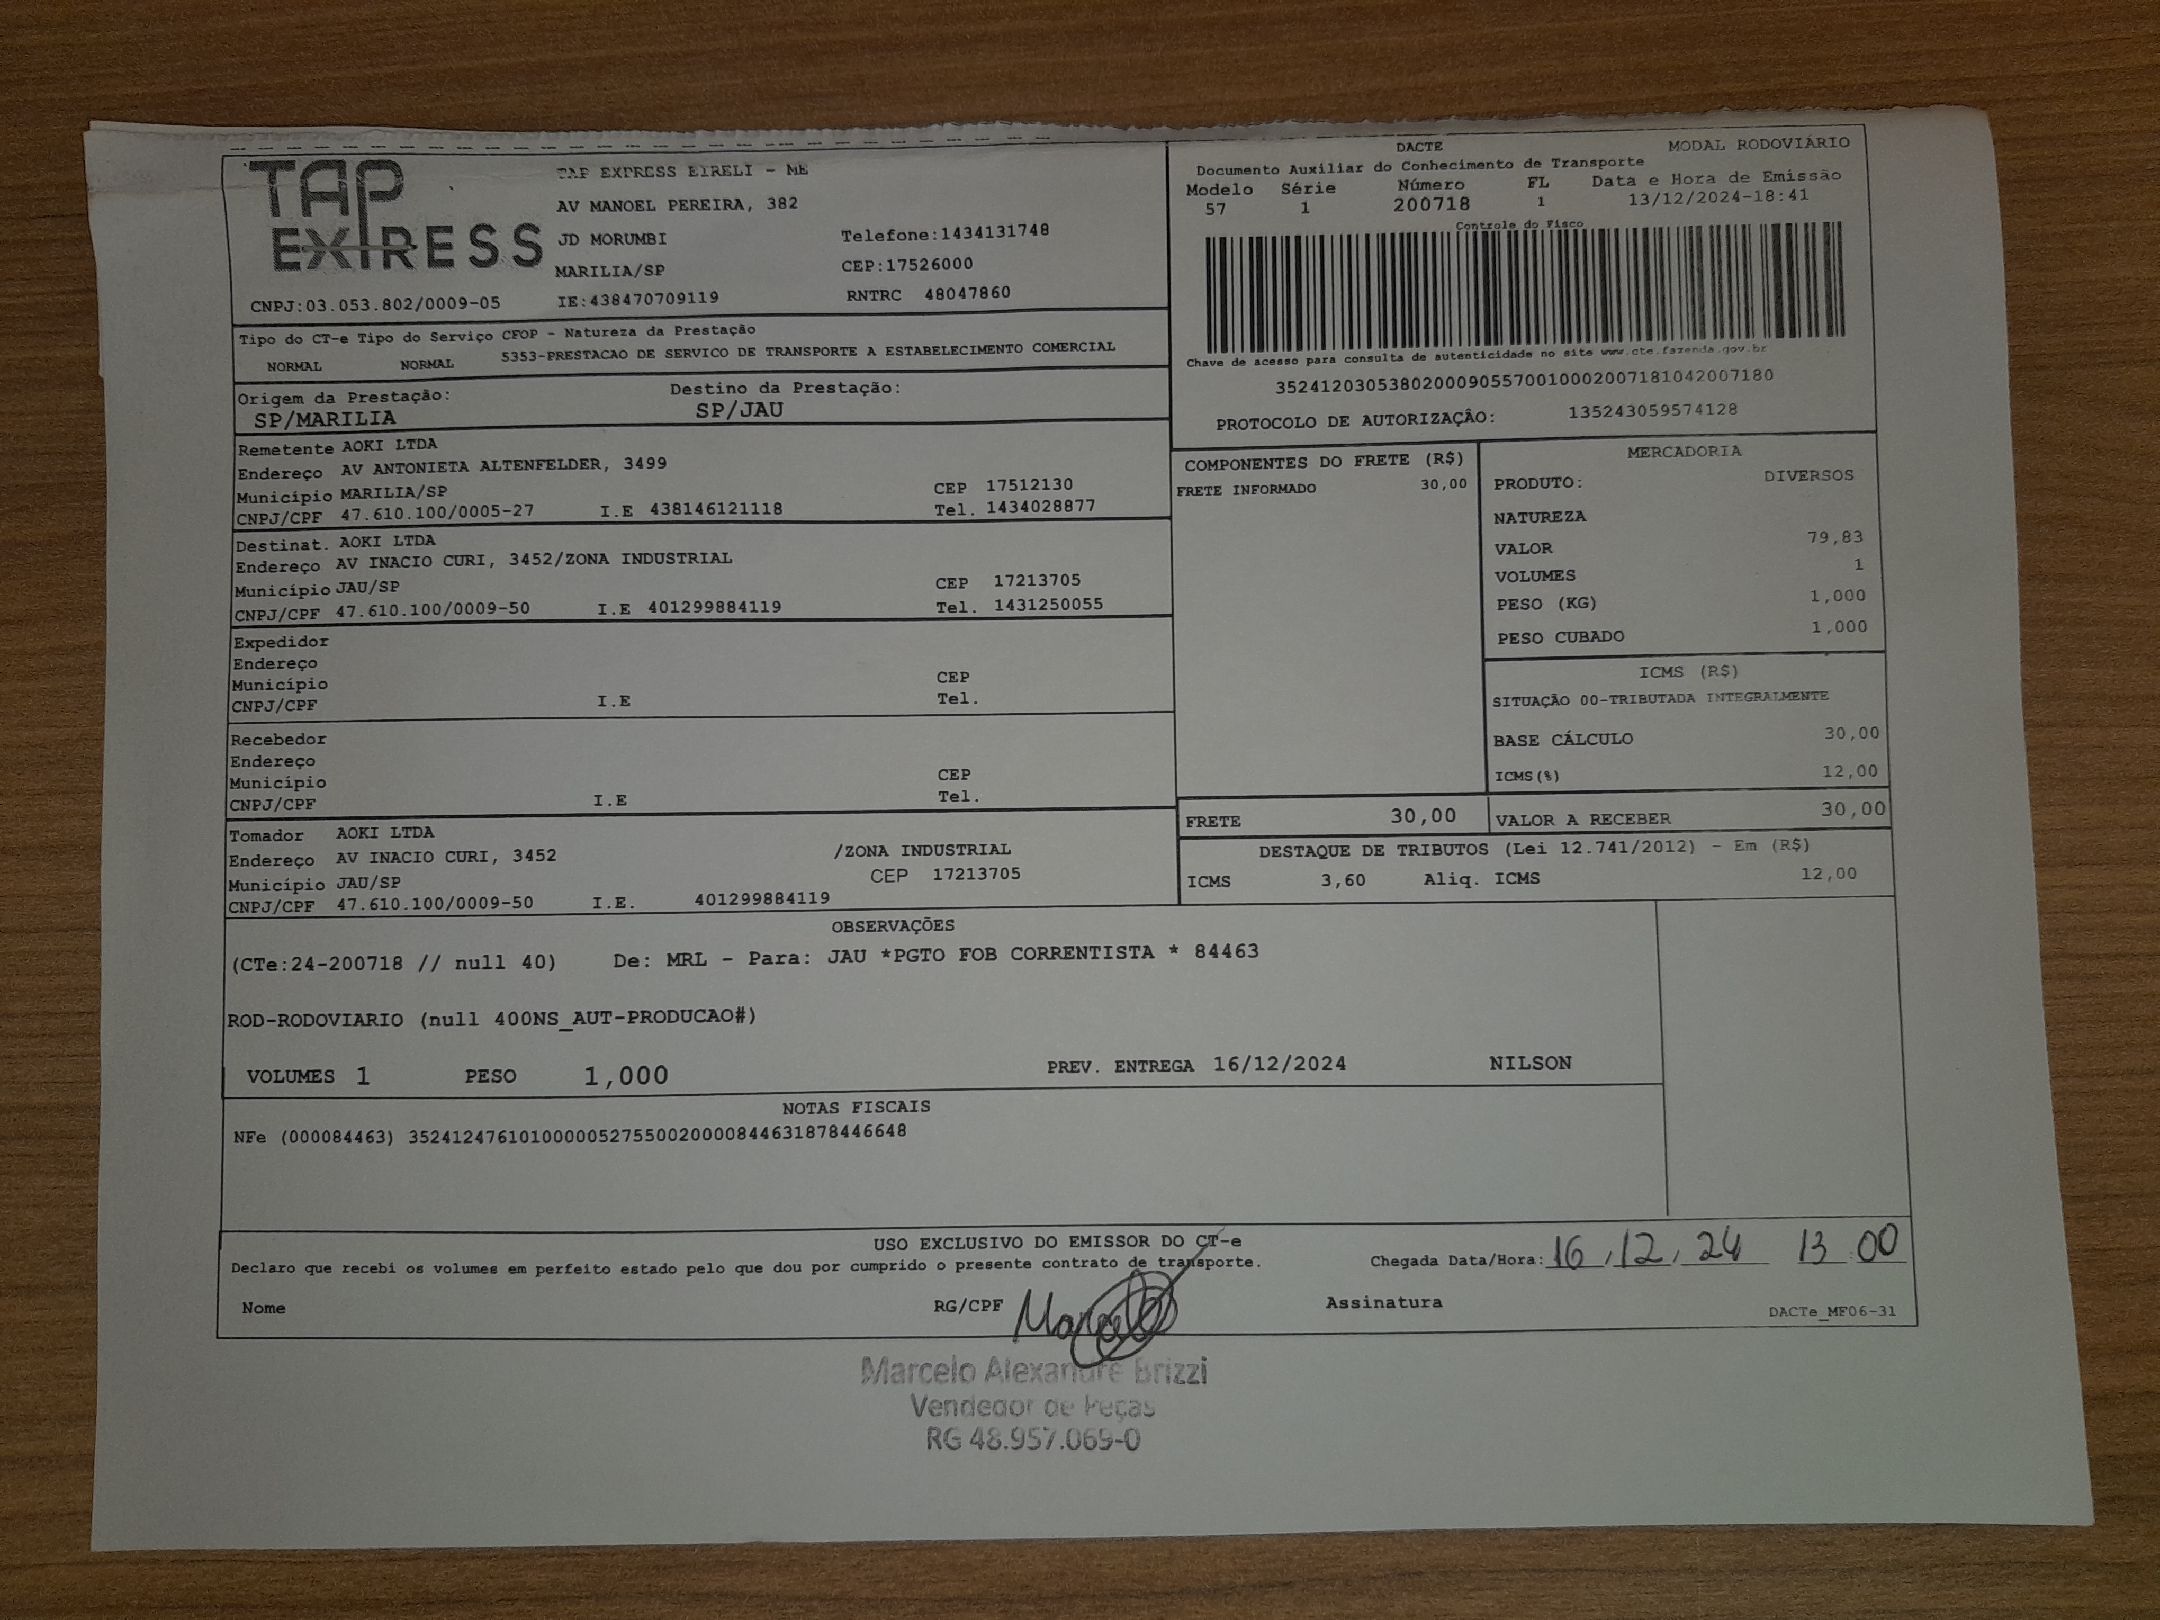 TAP EXPRESS
TAP EXPRESS EIRELI - ME
AV MANOEL PEREIRA, 382
JD MORUMBI Telefone:1434131748
MARILIA/SP CEP:17526000
CNPJ:03.053.802/0009-05 IE:438470709119 RNTRC 48047860
DACTE MODAL RODOVIÁRIO
Documento Auxiliar do Conhecimento de Transporte
Modelo Série Número FL Data e Hora de Emissão
57 1 200718 1 13/12/2024-18:41
Controle do Fisco
Chave de acesso para consulta de autenticidade no site www.cte.fazenda.gov.br
35241203053802000905570010002007181042007180
PROTOCOLO DE AUTORIZAÇÂO: 135243059574128
Tipo do CT-e Tipo do Serviço CFOP - Natureza da Prestação
NORMAL NORMAL 5353-PRESTACAO DE SERVICO DE TRANSPORTE A ESTABELECIMENTO COMERCIAL
Origem da Prestação: Destino da Prestação:
SP/MARILIA SP/JAU
Remetente AOKI LTDA
Endereço AV ANTONIETA ALTENFELDER, 3499
Município MARILIA/SP CEP 17512130
CNPJ/CPF 47.610.100/0005-27 I.E 438146121118 Tel. 1434028877
Destinat. AOKI LTDA
Endereço AV INACIO CURI, 3452/ZONA INDUSTRIAL
Município JAU/SP CEP 17213705
CNPJ/CPF 47.610.100/0009-50 I.E 401299884119 Tel. 1431250055
Expedidor
Endereço
Município CEP
CNPJ/CPF I.E Tel.
Recebedor
Endereço
Município CEP
CNPJ/CPF I.E Tel.
Tomador AOKI LTDA
Endereço AV INACIO CURI, 3452 /ZONA INDUSTRIAL
Município JAU/SP CEP 17213705
CNPJ/CPF 47.610.100/0009-50 I.E. 401299884119
COMPONENTES DO FRETE (R$)
FRETE INFORMADO 30,00
MERCADORIA
PRODUTO: DIVERSOS
NATUREZA
VALOR 79,83
VOLUMES 1
PESO (KG) 1,000
PESO CUBADO 1,000
ICMS (R$)
SITUAÇÃO 00-TRIBUTADA INTEGRALMENTE
BASE CÁLCULO 30,00
ICMS(%) 12,00
FRETE 30,00 VALOR A RECEBER 30,00
DESTAQUE DE TRIBUTOS (Lei 12.741/2012) - Em (R$)
ICMS 3,60 Aliq. ICMS 12,00
OBSERVAÇÕES
(CTe:24-200718 // null 40) De: MRL - Para: JAU *PGTO FOB CORRENTISTA * 84463
ROD-RODOVIARIO (null 400NS_AUT-PRODUCAO#)
VOLUMES 1 PESO 1,000 PREV. ENTREGA 16/12/2024 NILSON
NOTAS FISCAIS
NFe (000084463) 35241247610100000527550020000844631878446648
USO EXCLUSIVO DO EMISSOR DO CT-e
Declaro que recebi os volumes em perfeito estado pelo que dou por cumprido o presente contrato de transporte. Chegada Data/Hora: 16/12/24 13:00
Nome RG/CPF Marcelo Assinatura DACTe_MF06-31
Marcelo Alexandre Brizzi
Vendedor de Peças
RG 48.957.069-0